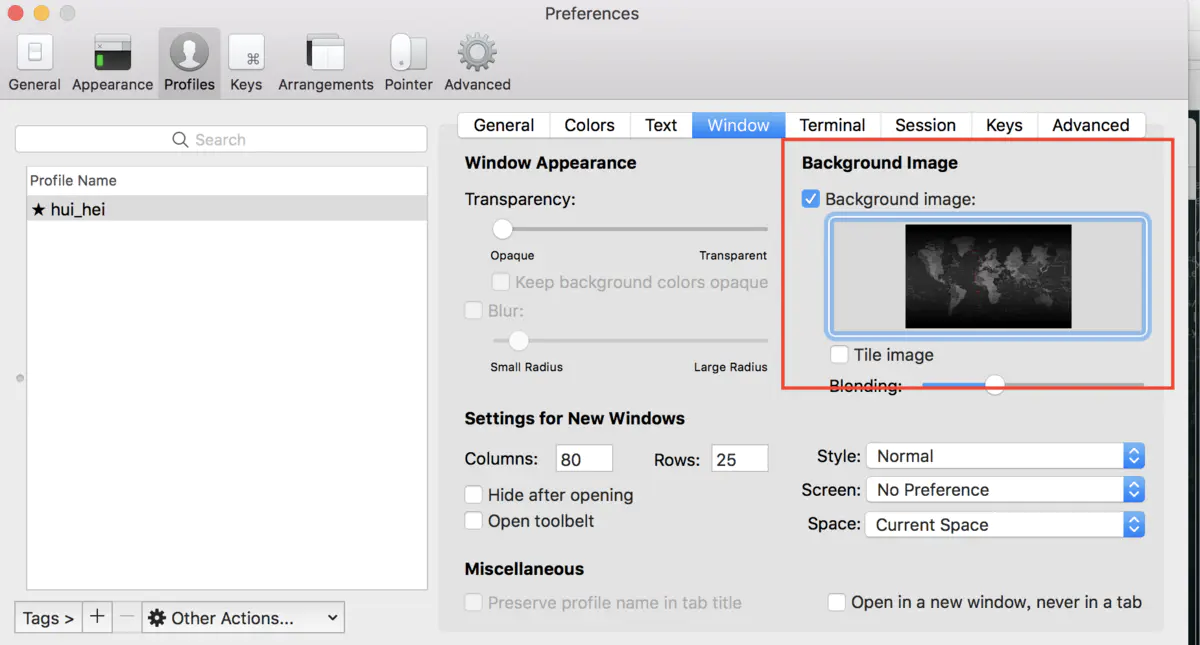 Preferences
General Appearance Profiles Keys Arrangements Pointer Advanced
Search
Profile Name
★ hui_hei
Tags >
+
−
Other Actions...
General Colors Text Window Terminal Session Keys Advanced
Window Appearance
Transparency:
Opaque Transparent
Keep background colors opaque
Blur:
Small Radius Large Radius
Background Image
Background image:
Tile image
Blending:
Settings for New Windows
Columns: 80 Rows: 25
Hide after opening
Open toolbelt
Style: Normal
Screen: No Preference
Space: Current Space
Miscellaneous
Preserve profile name in tab title
Open in a new window, never in a tab